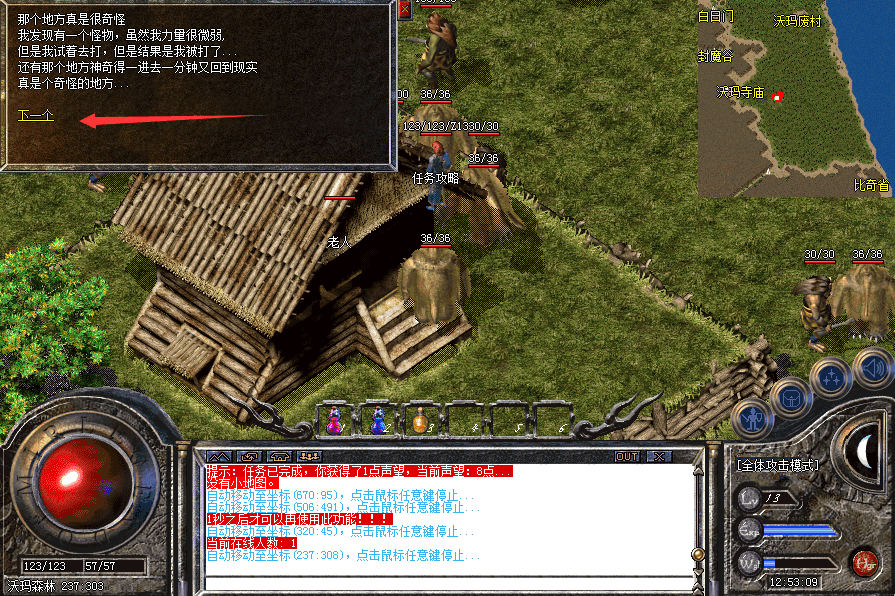 那个地方真是很奇怪
我发现有一个怪物，虽然我力量很微弱，
但是我试着去打，但是结果是我被打了...
还有那个地方神奇得一进去一分钟又回到现实
真是个奇怪的地方...
下一个
白日门
沃玛废村
封魔谷
沃玛寺庙
比奇省
36/36
123/123/Z13
30/30
36/36
任务攻略
老人
36/36
30/30
36/36
1
2
3
4
5
6
OUT
提示：任务已完成，你获得了1点声望，当前声望：8点...
没有小地图。
自动移动至坐标(670:95)，点击鼠标任意键停止...
自动移动至坐标(506:491)，点击鼠标任意键停止...
1秒之后才可以再使用此功能！！！
自动移动至坐标(320:45)，点击鼠标任意键停止...
当前在线人数：1
自动移动至坐标(237:308)，点击鼠标任意键停止...
[全体攻击模式]
Lv
13
Exp
W
Hgr
12:53:09
123/123
57/57
沃玛森林 237:303